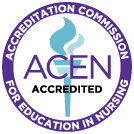 ACCREDITATION COMMISSION
ACEN
ACCREDITED
FOR EDUCATION IN NURSING